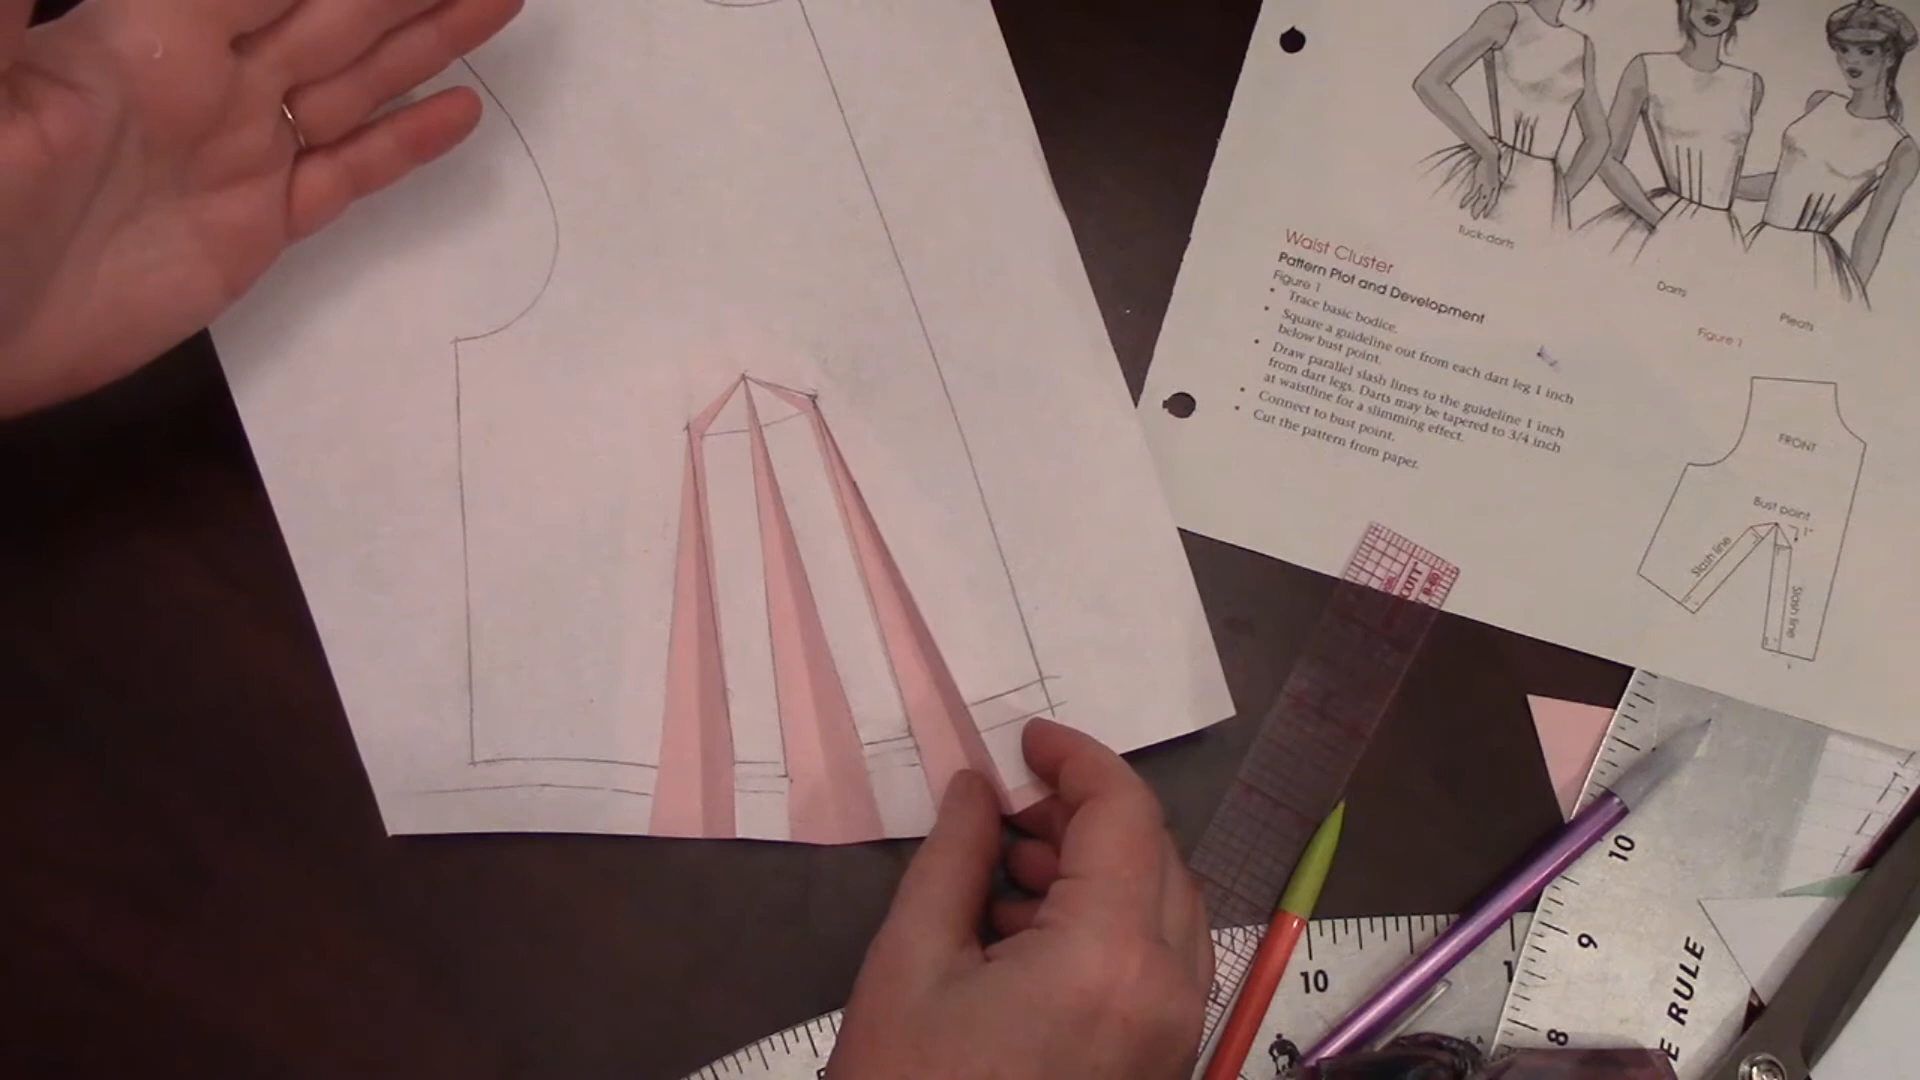 Tuck-darts
Darts
Pleats
Waist Cluster
Pattern Plot and Development
Figure 1
• Trace basic bodice.
• Square a guideline out from each dart leg 1 inch
below bust point.
• Draw parallel slash lines to the guideline 1 inch
from dart legs. Darts may be tapered to 3/4 inch
at waistline for a slimming effect.
• Connect to bust point.
• Cut the pattern from paper.
Figure 1
FRONT
Bust point
1"
Slash line
Slash line
10
9
8
E RULE
10
1